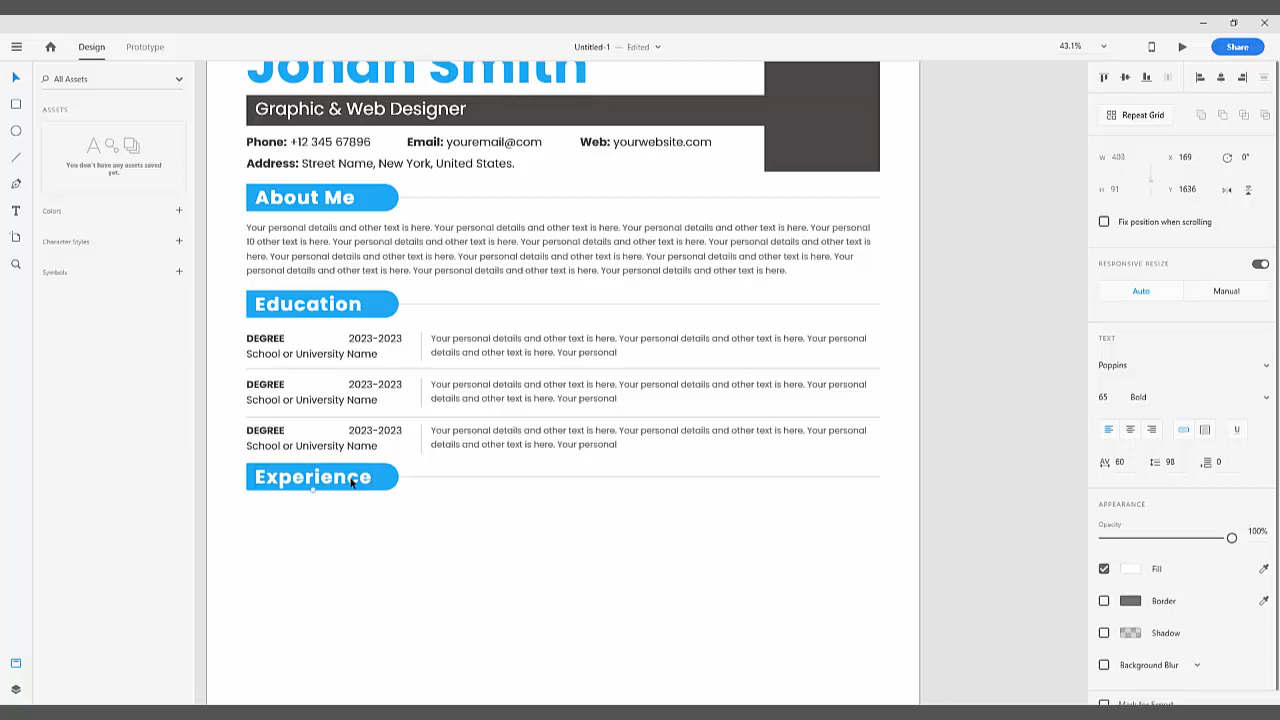 Design
Prototype
Untitled-1 — Edited
43.1%
Share
All Assets
ASSETS
You don't have any assets saved
yet.
Colors
Character Styles
Symbols
Johan Smith
Graphic & Web Designer
Phone: +12 345 67896 Email: youremail@com Web: yourwebsite.com
Address: Street Name, New York, United States.
About Me
Your personal details and other text is here. Your personal details and other text is here. Your personal details and other text is here. Your personal
10 other text is here. Your personal details and other text is here. Your personal details and other text is here. Your personal details and other text is
here. Your personal details and other text is here. Your personal details and other text is here. Your personal details and other text is here. Your
personal details and other text is here. Your personal details and other text is here. Your personal details and other text is here.
Education
DEGREE 2023-2023
School or University Name
Your personal details and other text is here. Your personal details and other text is here. Your personal
details and other text is here. Your personal
DEGREE 2023-2023
School or University Name
Your personal details and other text is here. Your personal details and other text is here. Your personal
details and other text is here. Your personal
DEGREE 2023-2023
School or University Name
Your personal details and other text is here. Your personal details and other text is here. Your personal
details and other text is here. Your personal
Experience
Repeat Grid
W 403 X 169 0°
H 91 Y 1636
Fix position when scrolling
RESPONSIVE RESIZE
Auto Manual
TEXT
Poppins
65 Bold
AV 60 98 0
APPEARANCE
Opacity
100%
Fill
Border
Shadow
Background Blur
Mark for Export